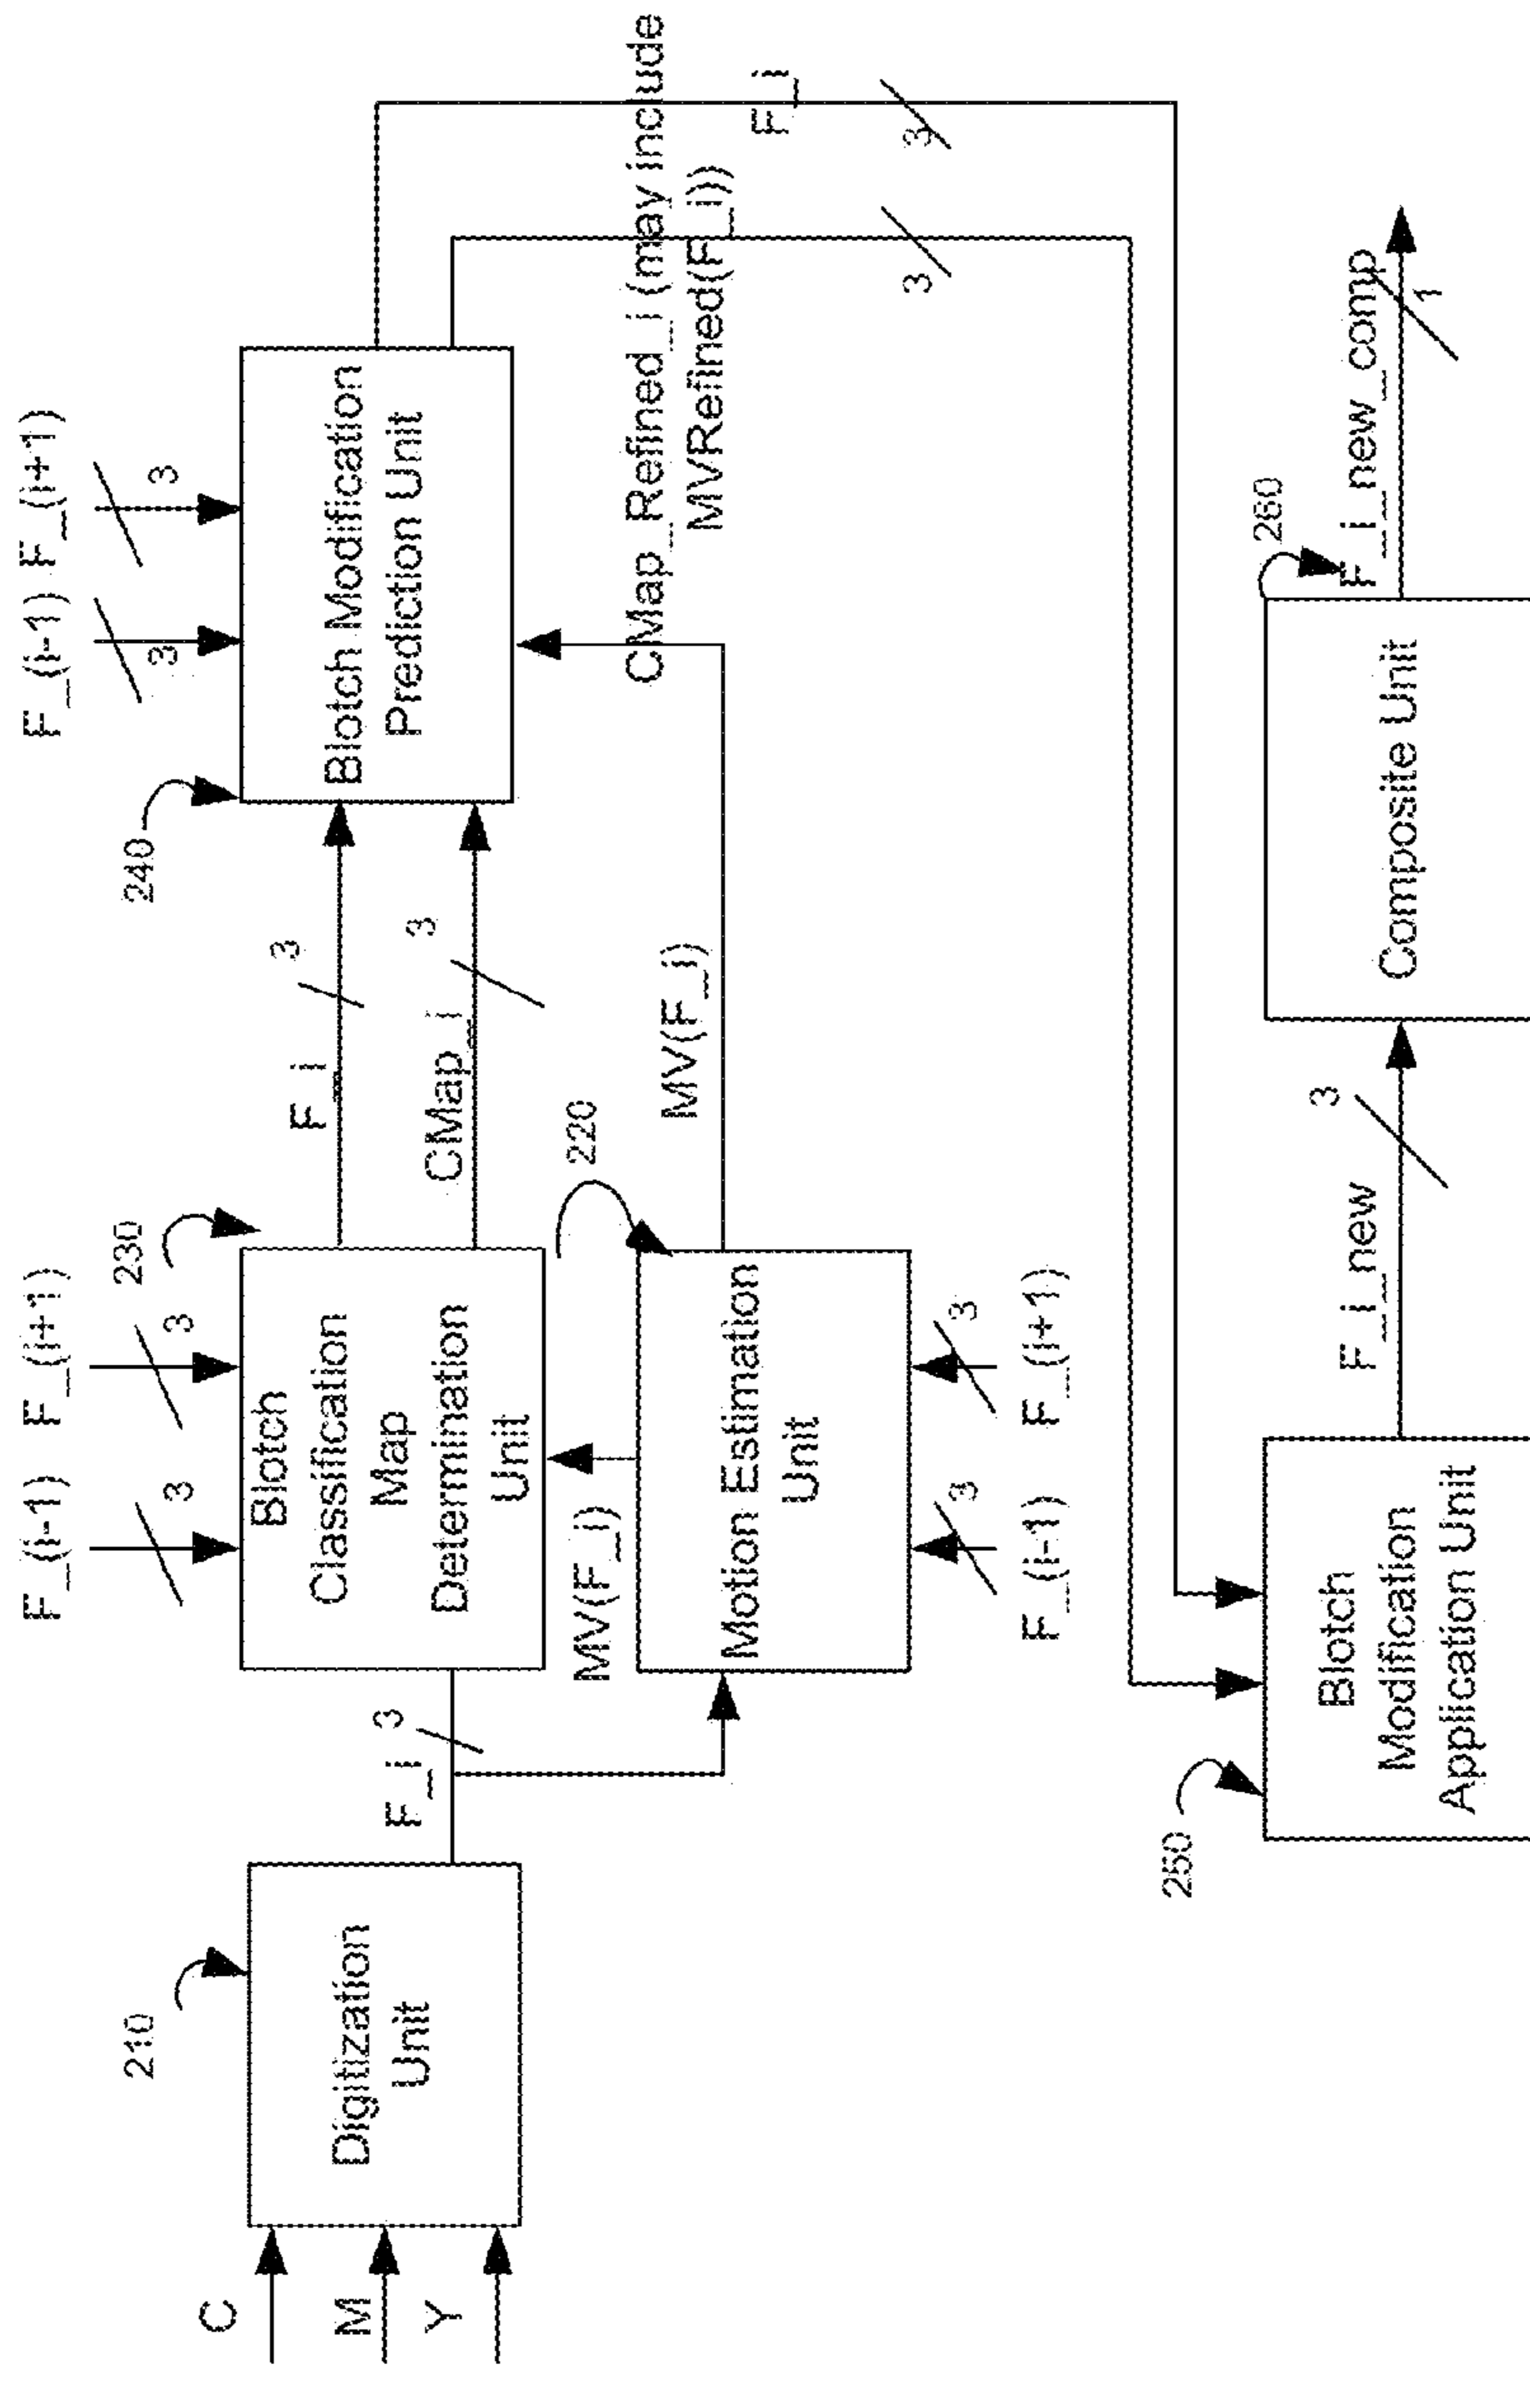 C
M
Y
210
Digitization
Unit
F_i
3
F_(i-1)
F_(i+1)
3
3
230
Blotch
Classification
Map
Determination
Unit
MV(F_i)
220
Motion Estimation
Unit
3
3
F_(i-1)
F_(i+1)
F_i
3
CMap_i
3
MV(F_i)
240
F_(i-1)
F_(i+1)
3
3
Blotch Modification
Prediction Unit
CMap_Refined_i (may include
MVRefined(F_i))
F_i
3
3
250
Blotch
Modification
Application Unit
F_i_new
3
Composite Unit
260
F_i_new_comp
1